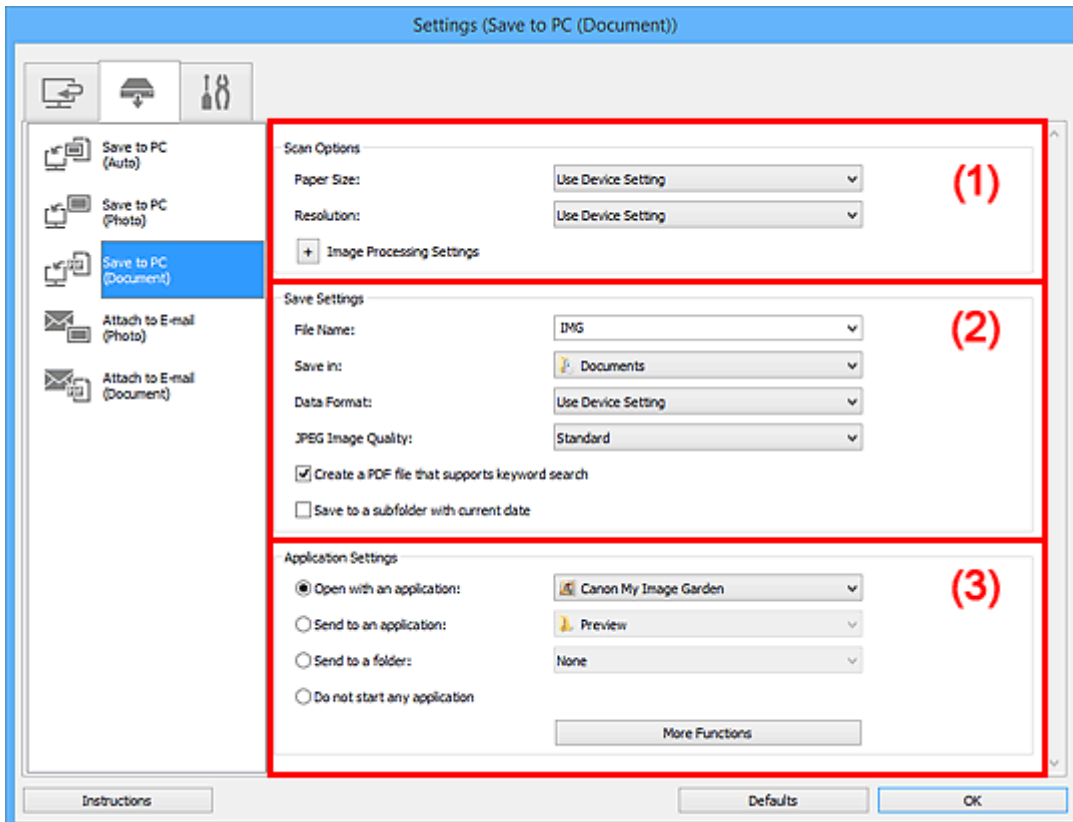 Settings (Save to PC (Document))
Save to PC
(Auto)
Save to PC
(Photo)
Save to PC
(Document)
Attach to E-mail
(Photo)
Attach to E-mail
(Document)
Scan Options
(1)
Paper Size: Use Device Setting
Resolution: Use Device Setting
+ Image Processing Settings
Save Settings
(2)
File Name: IMG
Save in: Documents
Data Format: Use Device Setting
JPEG Image Quality: Standard
Create a PDF file that supports keyword search
Save to a subfolder with current date
Application Settings
(3)
Open with an application: Canon My Image Garden
Send to an application: Preview
Send to a folder: None
Do not start any application
More Functions
Instructions Defaults OK